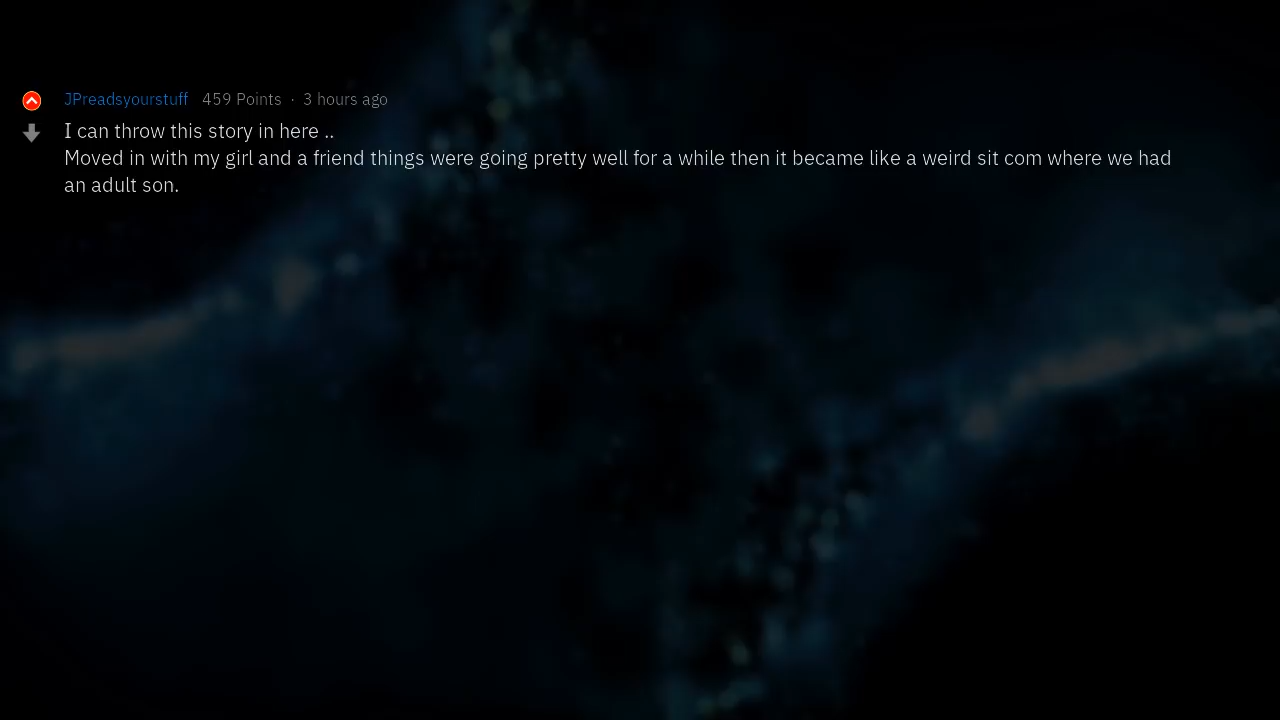 JPreadsyourstuff 459 Points · 3 hours ago
I can throw this story in here ..
Moved in with my girl and a friend things were going pretty well for a while then it became like a weird sit com where we had
an adult son.